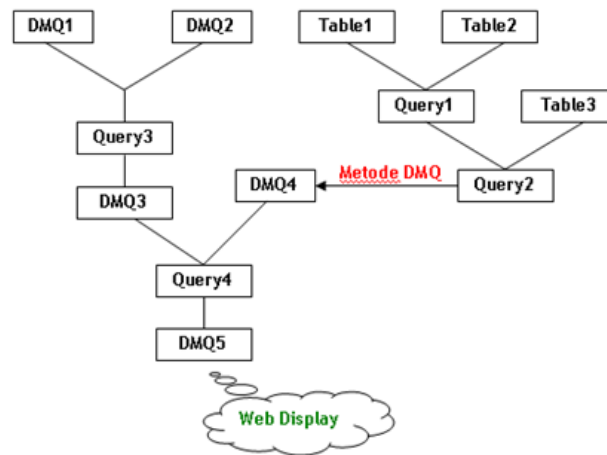 DMQ1
DMQ2
Table1
Table2
Query1
Table3
Query3
Metode DMQ
DMQ3
DMQ4
Query2
Query4
DMQ5
Web Display